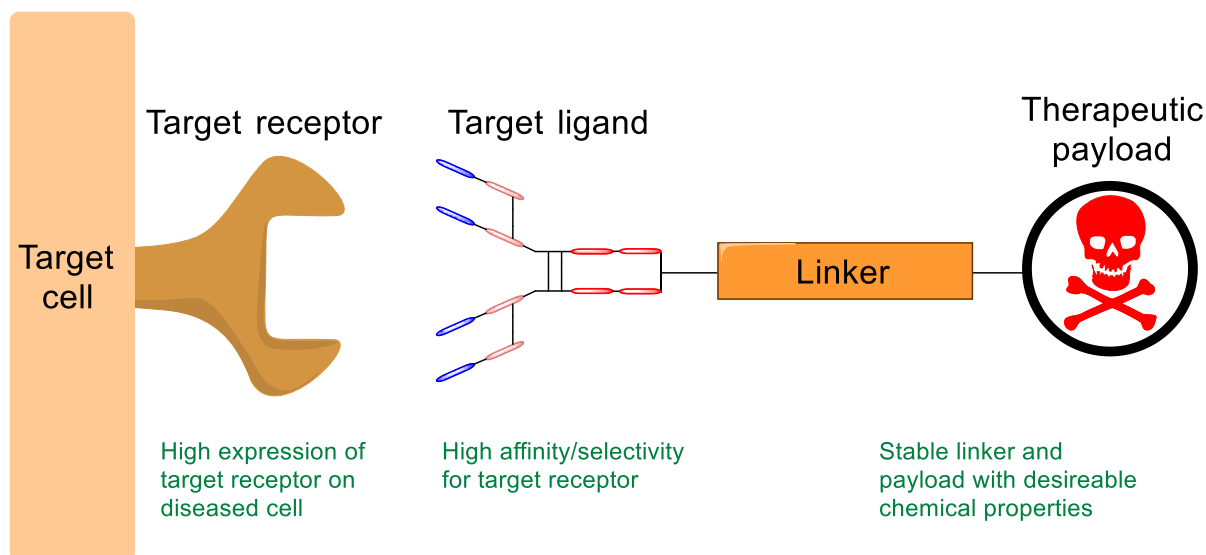 Target
cell
Target receptor
Target ligand
Therapeutic
payload
Linker
High expression of
target receptor on
diseased cell
High affinity/selectivity
for target receptor
Stable linker and
payload with desireable
chemical properties